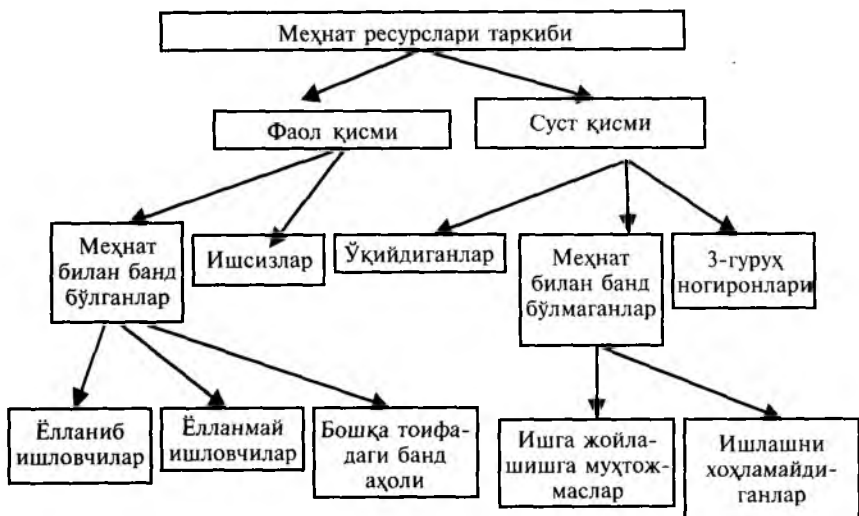 Меҳнат ресурслари таркиби
Фаол қисми
Суст қисми
Меҳнат
билан банд
бўлганлар
Ишсизлар
Ўқийдиганлар
Меҳнат
билан банд
бўлмаганлар
3-гуруҳ
ногиронлари
Ёлланиб
ишловчилар
Ёлланмай
ишловчилар
Бошқа тоифа-
даги банд
аҳоли
Ишга жойла-
шишга муҳтож-
маслар
Ишлашни
хоҳламайди-
ганлар